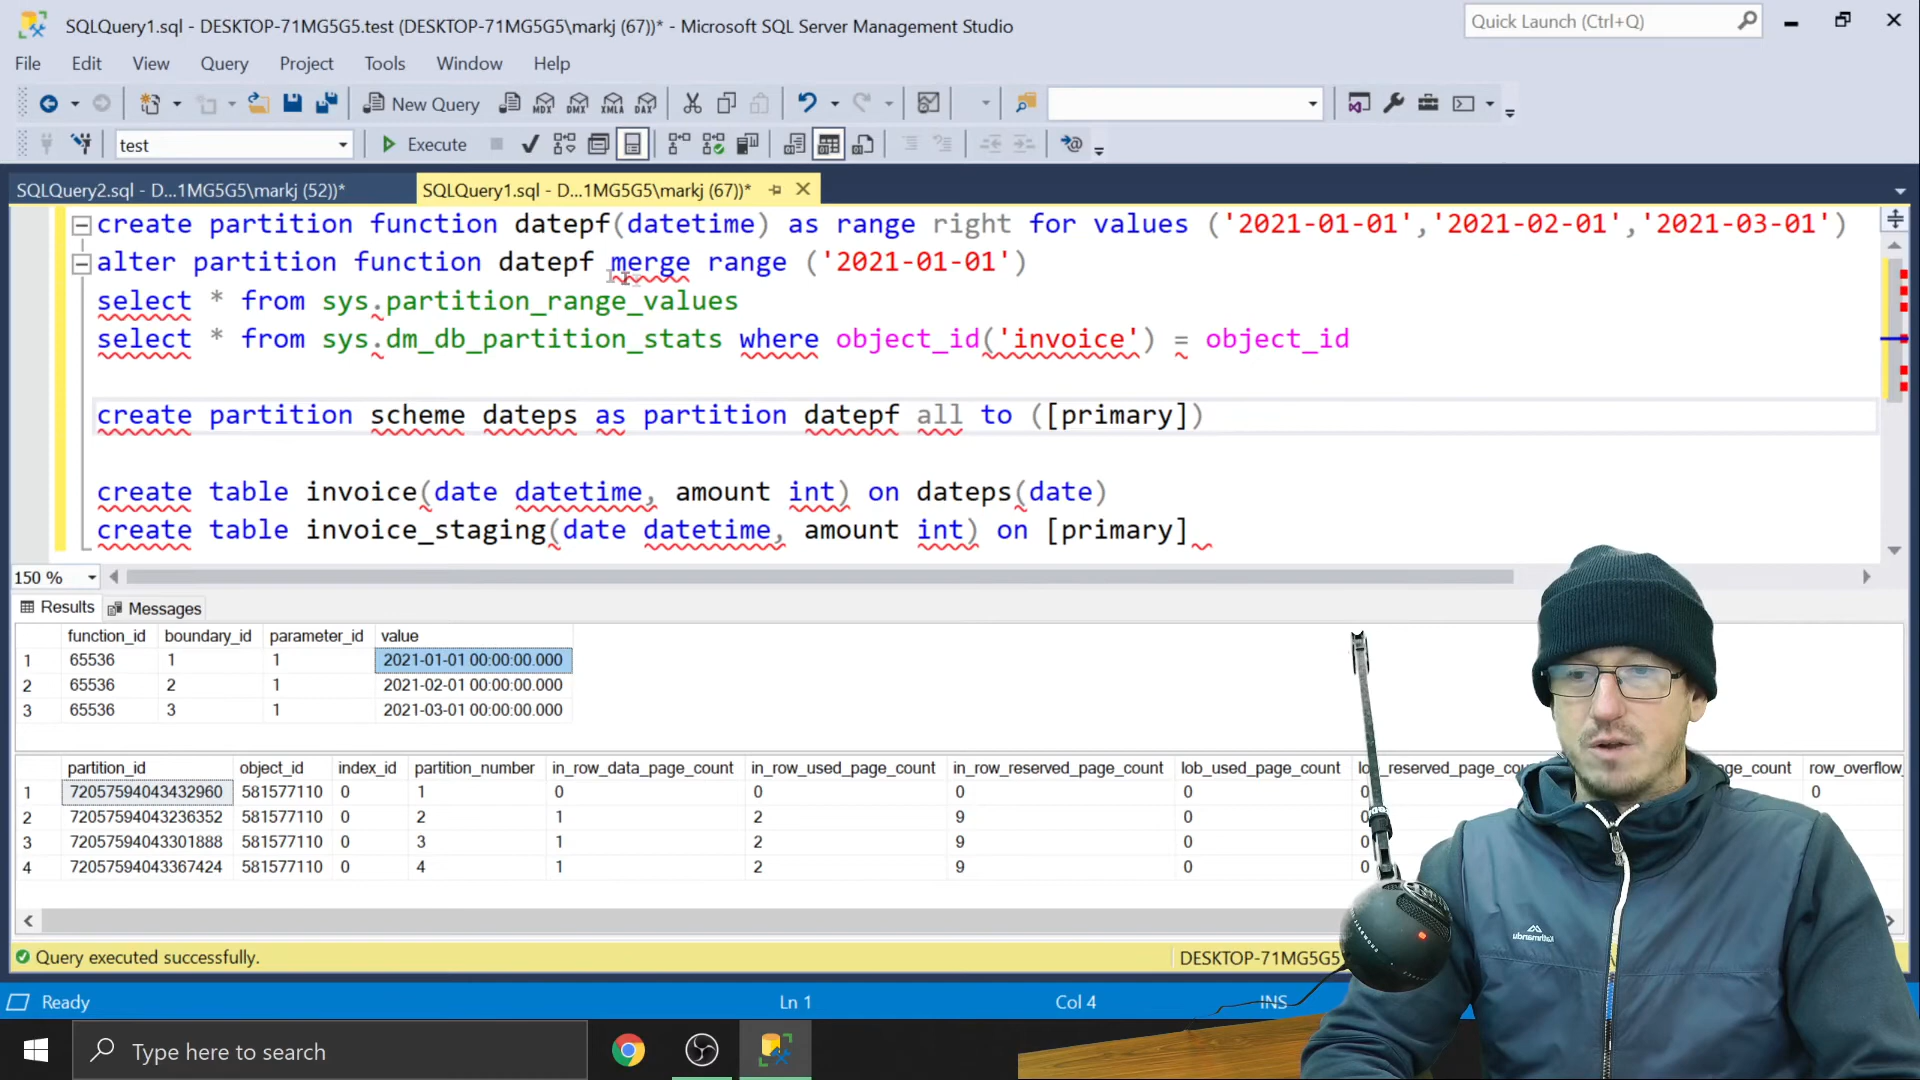 SQLQuery1.sql - DESKTOP-71MG5G5.test (DESKTOP-71MG5G5\markj (67))* - Microsoft SQL Server Management Studio
Quick Launch (Ctrl+Q)
File Edit View Query Project Tools Window Help
New Query MDX DMX XMLA DAX
test Execute
SQLQuery2.sql - D...1MG5G5\markj (52))* SQLQuery1.sql - D...1MG5G5\markj (67))*
create partition function datepf(datetime) as range right for values ('2021-01-01','2021-02-01','2021-03-01')
alter partition function datepf merge range ('2021-01-01')
select * from sys.partition_range_values
select * from sys.dm_db_partition_stats where object_id('invoice') = object_id
create partition scheme dateps as partition datepf all to ([primary])
create table invoice(date datetime, amount int) on dateps(date)
create table invoice_staging(date datetime, amount int) on [primary]
150 %
Results Messages
function_id boundary_id parameter_id value
1 65536 1 1 2021-01-01 00:00:00.000
2 65536 2 1 2021-02-01 00:00:00.000
3 65536 3 1 2021-03-01 00:00:00.000
partition_id object_id index_id partition_number in_row_data_page_count in_row_used_page_count in_row_reserved_page_count lob_used_page_count page_count row_overflow_
1 72057594043432960 581577110 0 1 0 0 0 0 0 0
2 72057594043236352 581577110 0 2 1 2 9 0 0
3 72057594043301888 581577110 0 3 1 2 9 0 0
4 72057594043367424 581577110 0 4 1 2 9 0 0
Query executed successfully. DESKTOP-71MG5G5
Ready Ln 1 Col 4 INS
Type here to search